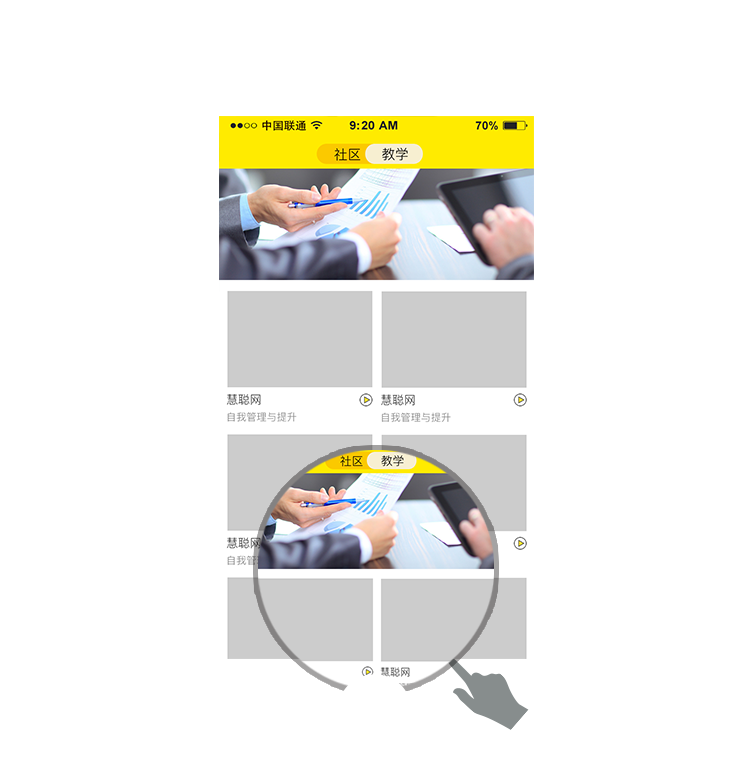 中国联通 9:20 AM 70%
社区 教学
慧聪网 慧聪网
自我管理与提升 自我管理与提升
社区 教学
慧聪网
自我管
慧聪网